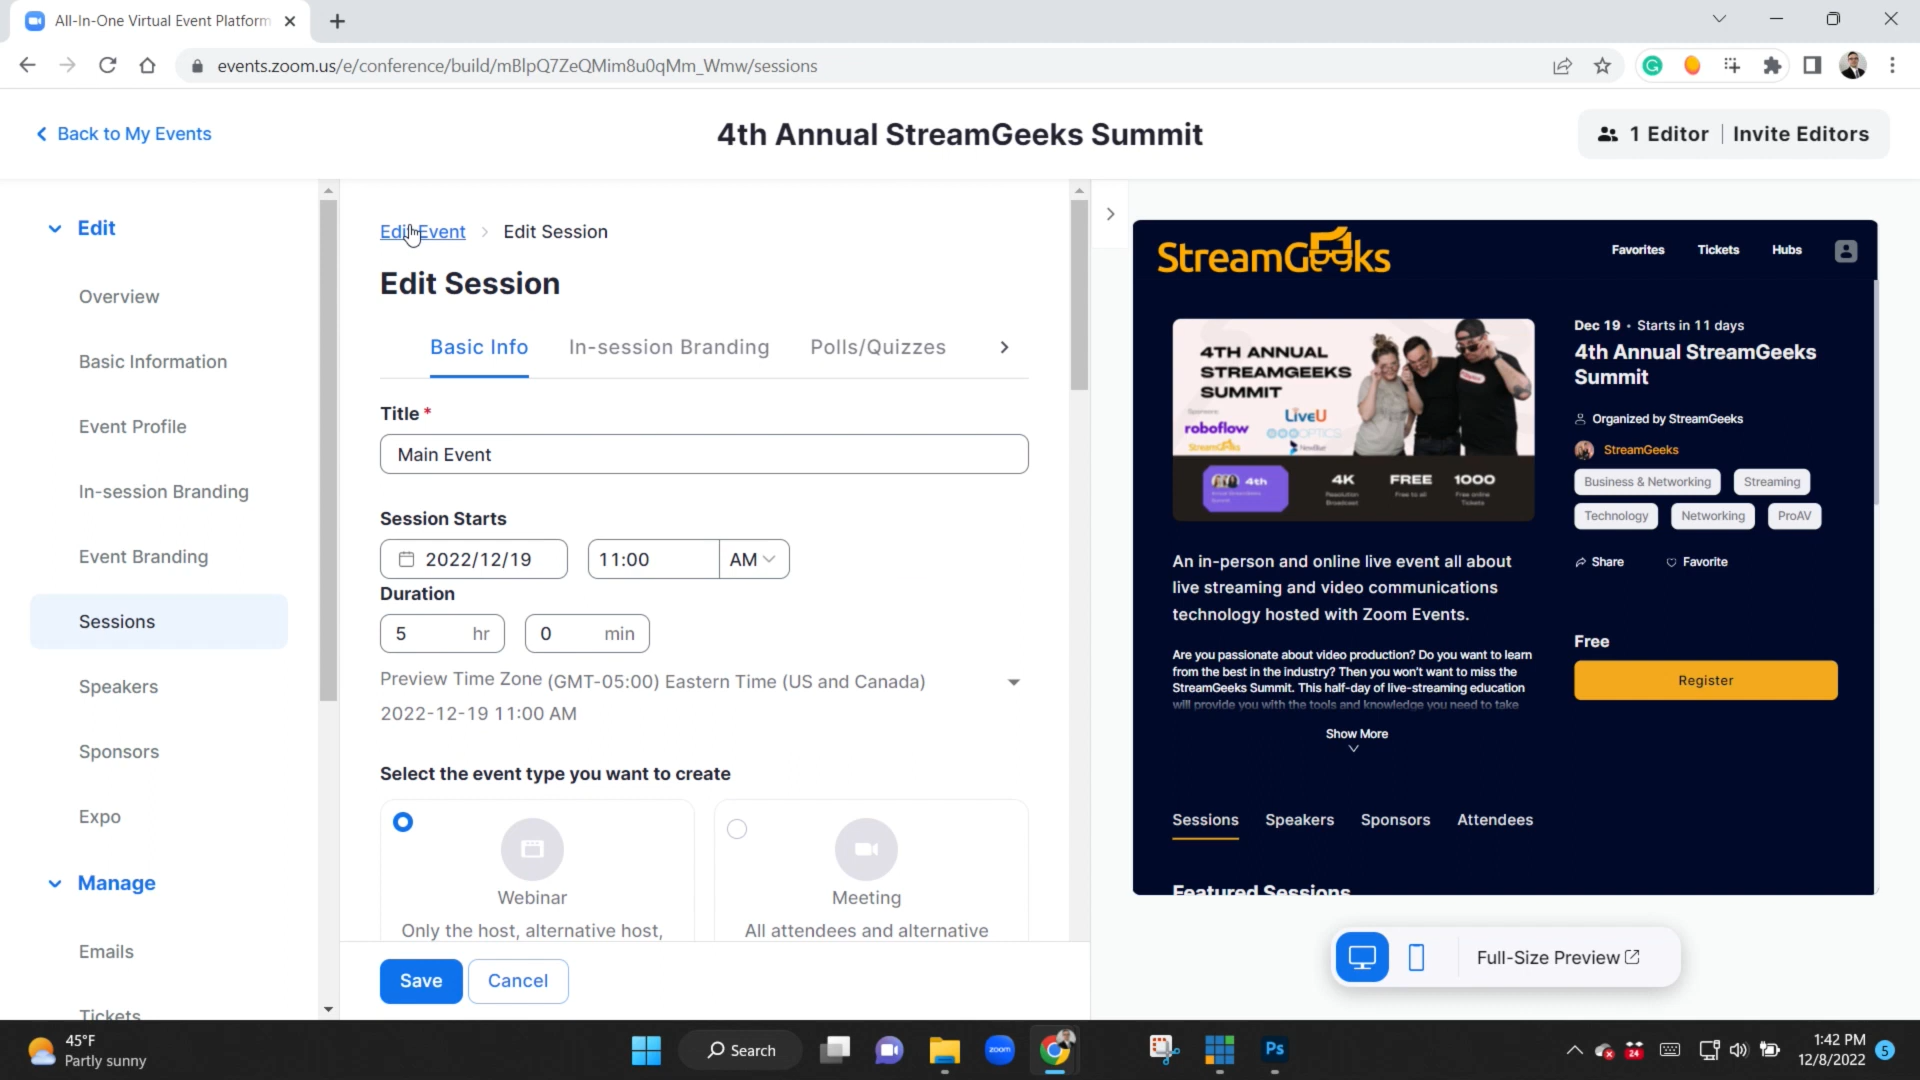 All-In-One Virtual Event Platform
events.zoom.us/e/conference/build/mBlpQ7ZeQMim8u0qMm_Wmw/sessions
Back to My Events
4th Annual StreamGeeks Summit
1 Editor | Invite Editors
Edit
Overview
Basic Information
Event Profile
In-session Branding
Event Branding
Sessions
Speakers
Sponsors
Expo
Manage
Emails
Tickets
Edit Event > Edit Session
Edit Session
Basic Info In-session Branding Polls/Quizzes
Title *
Main Event
Session Starts
2022/12/19 11:00 AM
Duration
5 hr 0 min
Preview Time Zone (GMT-05:00) Eastern Time (US and Canada)
2022-12-19 11:00 AM
Select the event type you want to create
Webinar
Only the host, alternative host,
Meeting
All attendees and alternative
Save Cancel
StreamGeeks
Favorites Tickets Hubs
4TH ANNUAL
STREAMGEEKS
SUMMIT
LiveU
roboflow
StreamGeeks
NewBlue
4th
4K FREE 1000
Dec 19 • Starts in 11 days
4th Annual StreamGeeks
Summit
Organized by StreamGeeks
StreamGeeks
Business & Networking Streaming
Technology Networking ProAV
Share Favorite
An in-person and online live event all about
live streaming and video communications
technology hosted with Zoom Events.
Are you passionate about video production? Do you want to learn
from the best in the industry? Then you won't want to miss the
StreamGeeks Summit. This half-day of live-streaming education
will provide you with the tools and knowledge you need to take
Show More
Free
Register
Sessions Speakers Sponsors Attendees
Featured Sessions
Full-Size Preview
45°F
Partly sunny
Search
zoom
Ps
24
1:42 PM
12/8/2022
5